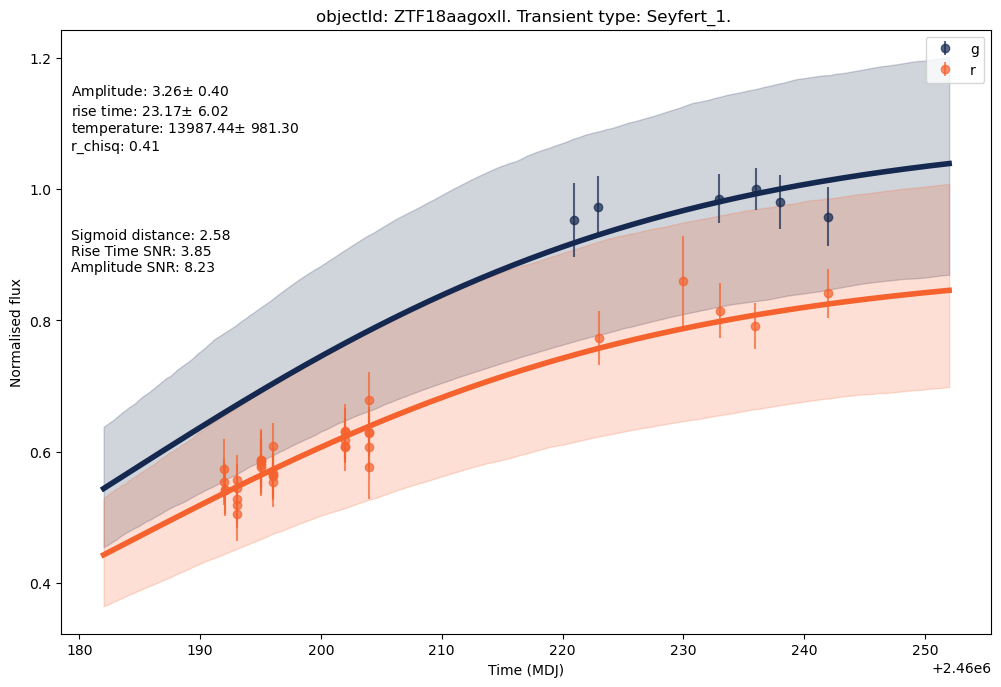 objectId: ZTF18aagoxll. Transient type: Seyfert_1.
g
r
Amplitude: 3.26± 0.40
rise time: 23.17± 6.02
temperature: 13987.44± 981.30
r_chisq: 0.41
Sigmoid distance: 2.58
Rise Time SNR: 3.85
Amplitude SNR: 8.23
Normalised flux
1.2
1.0
0.8
0.6
0.4
180 190 200 210 220 230 240 250
Time (MDJ)
+2.46e6